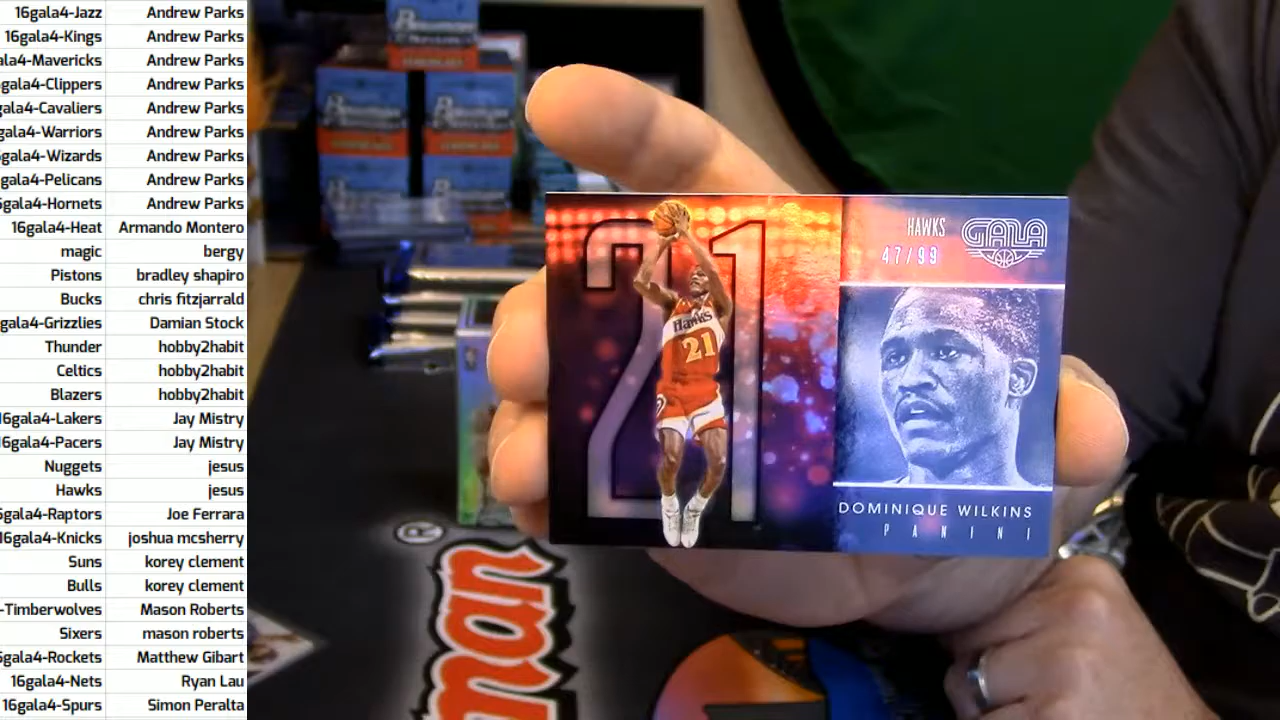 16gala4-Jazz Andrew Parks
16gala4-Kings Andrew Parks
ala4-Mavericks Andrew Parks
gala4-Clippers Andrew Parks
gala4-Cavaliers Andrew Parks
gala4-Warriors Andrew Parks
gala4-Wizards Andrew Parks
gala4-Pelicans Andrew Parks
gala4-Hornets Andrew Parks
16gala4-Heat Armando Montero
magic bergy
Pistons bradley shapiro
Bucks chris fitzjarrald
gala4-Grizzlies Damian Stock
Thunder hobby2habit
Celtics hobby2habit
Blazers hobby2habit
16gala4-Lakers Jay Mistry
16gala4-Pacers Jay Mistry
Nuggets jesus
Hawks jesus
gala4-Raptors Joe Ferrara
16gala4-Knicks joshua mcsherry
Suns korey clement
Bulls korey clement
-Timberwolves Mason Roberts
Sixers mason roberts
gala4-Rockets Matthew Gibart
16gala4-Nets Ryan Lau
16gala4-Spurs Simon Peralta
Bowman
Bowman
Bowman
21
Hawks
21
HAWKS
47/99
GALA
DOMINIQUE WILKINS
PANINI
®
man